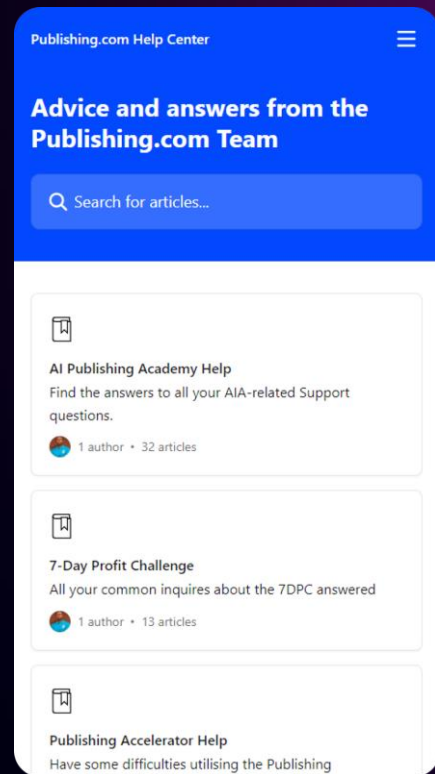 Publishing.com Help Center
Advice and answers from the
Publishing.com Team
Search for articles...
AI Publishing Academy Help
Find the answers to all your AIA-related Support
questions.
1 author • 32 articles
7-Day Profit Challenge
All your common inquires about the 7DPC answered
1 author • 13 articles
Publishing Accelerator Help
Have some difficulties utilising the Publishing